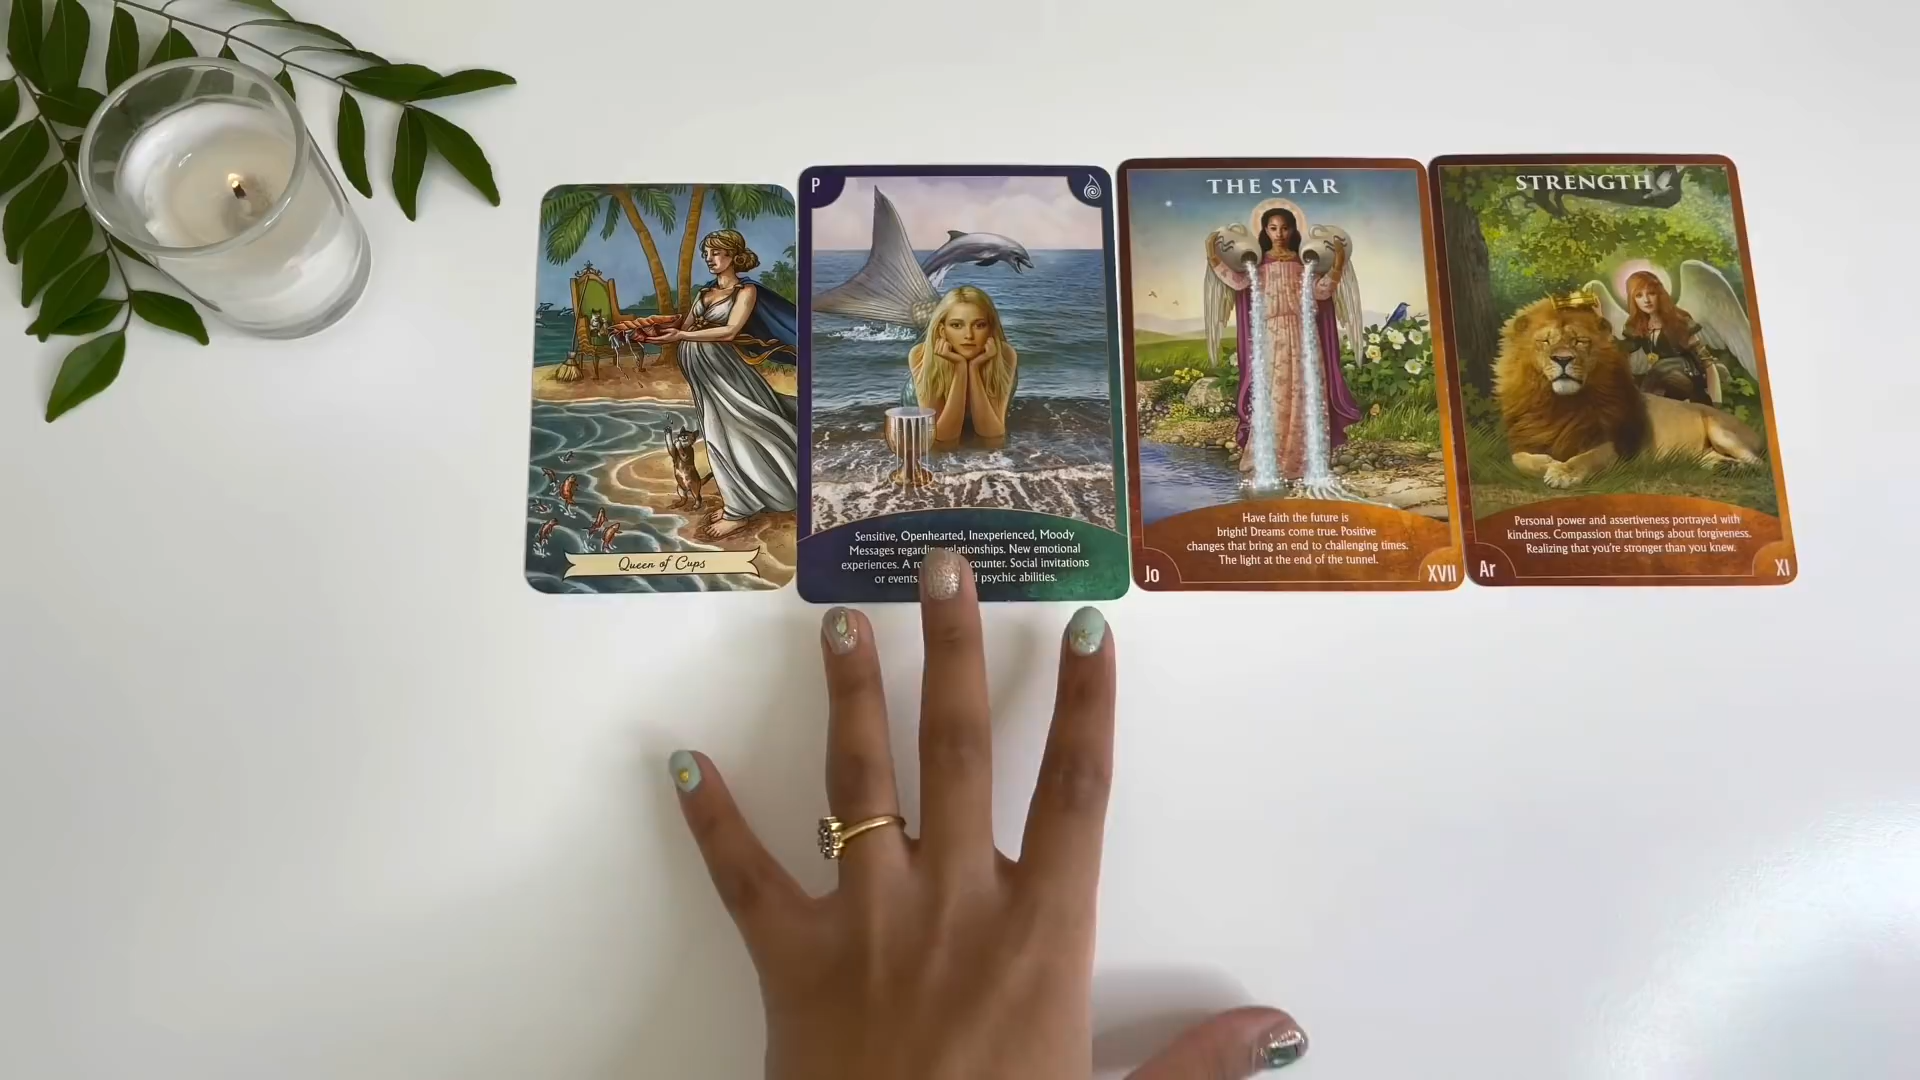 Queen of Cups
P
Sensitive, Openhearted, Inexperienced, Moody
Messages regarding relationships. New emotional
experiences. A counter. Social invitations
or events. psychic abilities.
THE STAR
Have faith the future is
bright! Dreams come true. Positive
changes that bring an end to challenging times.
The light at the end of the tunnel.
Jo
XVII
STRENGTH
Personal power and assertiveness portrayed with
kindness. Compassion that brings about forgiveness.
Realizing that you're stronger than you knew.
Ar
XI